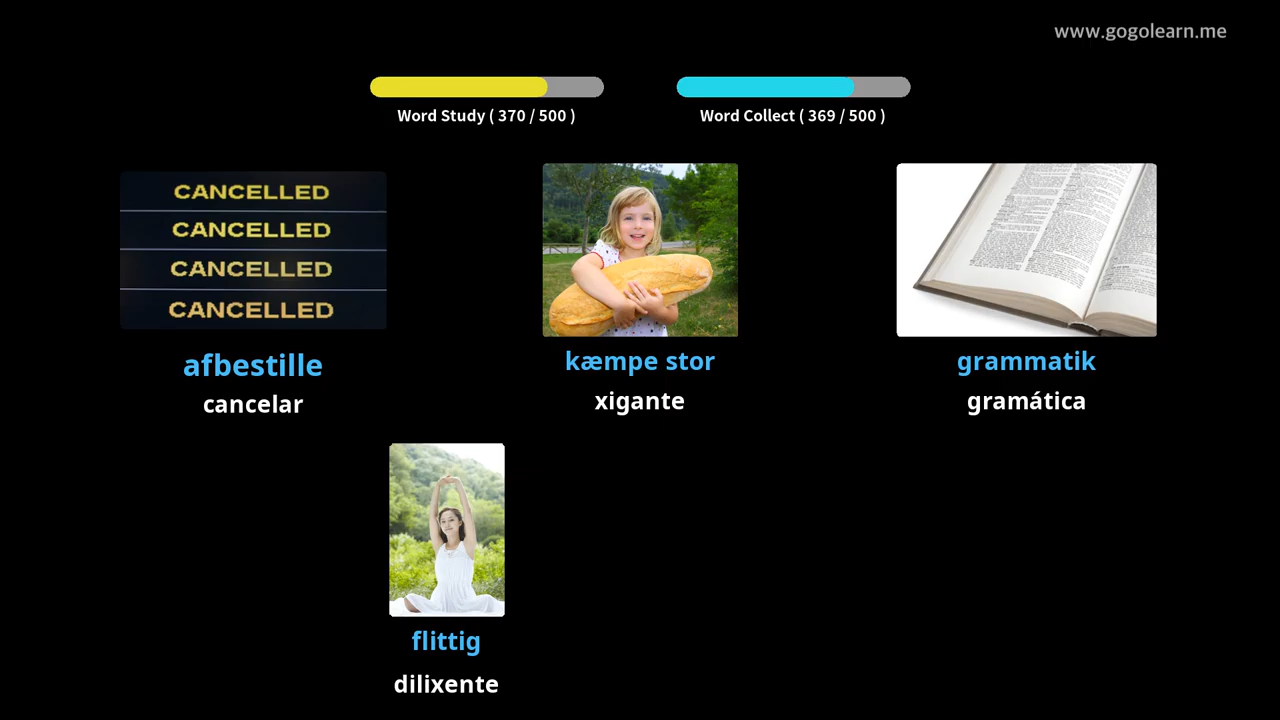 www.gogolearn.me
Word Study ( 370 / 500 )
Word Collect ( 369 / 500 )
CANCELLED
CANCELLED
CANCELLED
CANCELLED
afbestille
cancelar
kæmpe stor
xigante
grammatik
gramática
flittig
dilixente